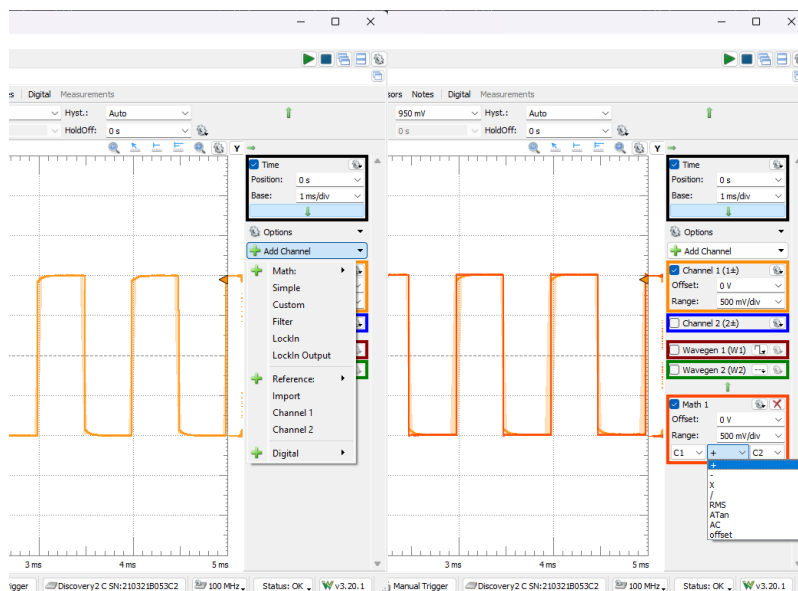 s Digital Measurements
Hyst.: Auto
HoldOff: 0 s
Y
Time
Position: 0 s
Base: 1 ms/div
Options
Add Channel
Math:
Simple
Custom
Filter
LockIn
LockIn Output
Reference:
Import
Channel 1
Channel 2
Digital
3 ms 4 ms 5 ms
igger Discovery2 C SN:210321B053C2 100 MHz Status: OK v3.20.1
sors Notes Digital Measurements
950 mV Hyst.: Auto
0 s HoldOff: 0 s
Y
Time
Position: 0 s
Base: 1 ms/div
Options
Add Channel
Channel 1 (1±)
Offset: 0 V
Range: 500 mV/div
Channel 2 (2±)
Wavegen 1 (W1)
Wavegen 2 (W2)
Math 1
Offset: 0 V
Range: 500 mV/div
C1 + C2
+
-
X
/
RMS
ATan
AC
offset
3 ms 4 ms 5 ms
Manual Trigger Discovery2 C SN:210321B053C2 100 MHz Status: OK v3.20.1